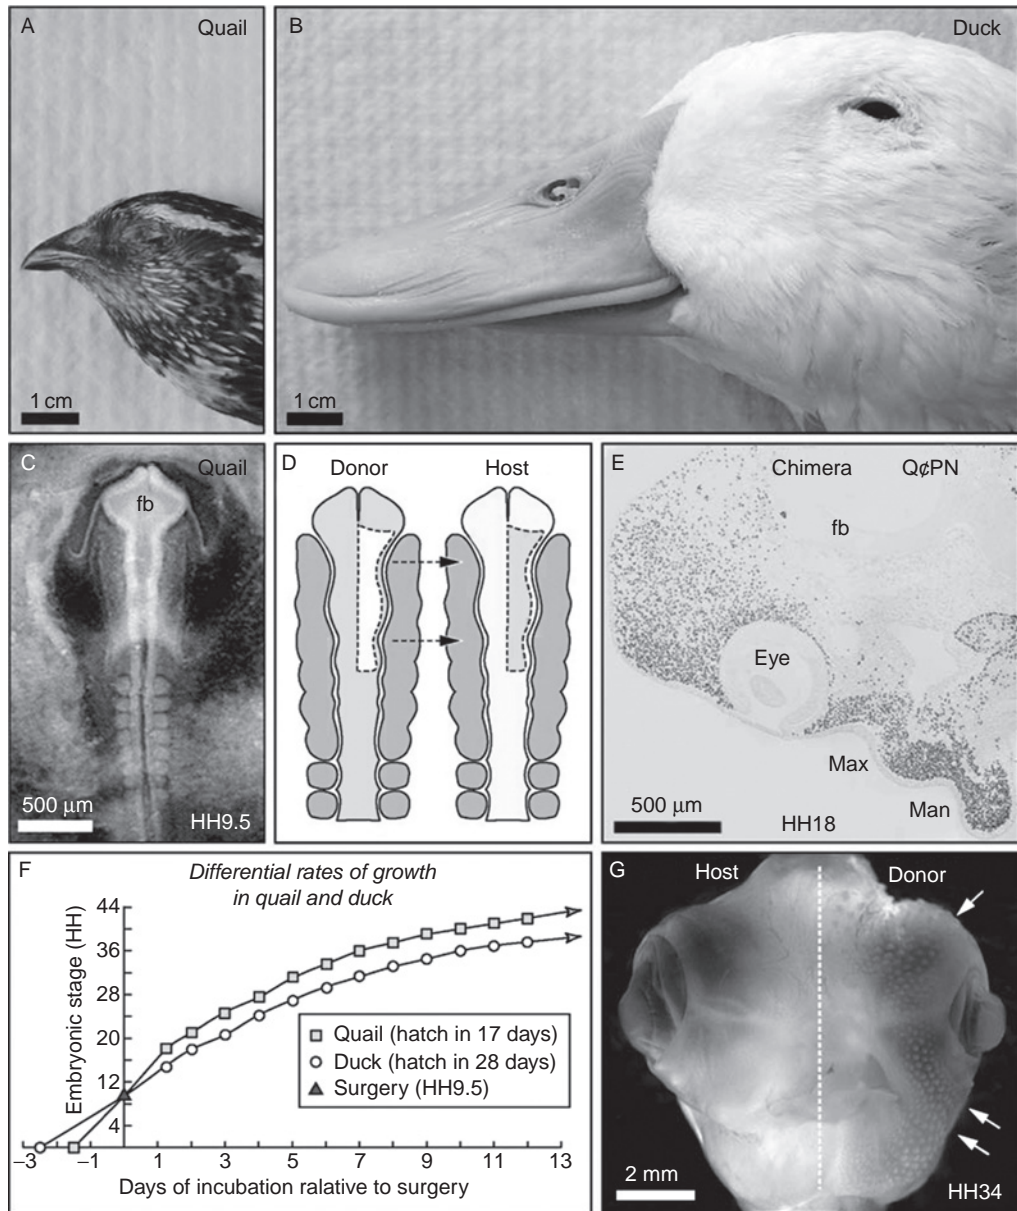 A
Quail
1 cm
B
Duck
1 cm
C
Quail
fb
500 μm
HH9.5
D
Donor
Host
E
Chimera
Q¢PN
fb
Eye
Max
Man
500 μm
HH18
F
Differential rates of growth
in quail and duck
Embryonic stage (HH)
44
36
28
20
12
4
Quail (hatch in 17 days)
Duck (hatch in 28 days)
Surgery (HH9.5)
−3
−1
1
3
5
7
9
11
13
Days of incubation ralative to surgery
G
Host
Donor
2 mm
HH34